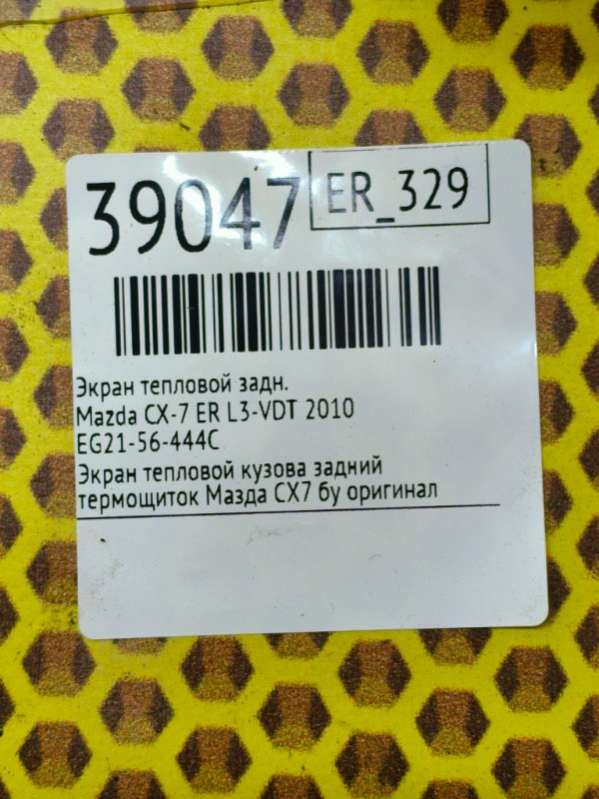 39047
ER_329
Экран тепловой задн.
Mazda CX-7 ER L3-VDT 2010
EG21-56-444C
Экран тепловой кузова задний
термощиток Мазда СХ7 бу оригинал